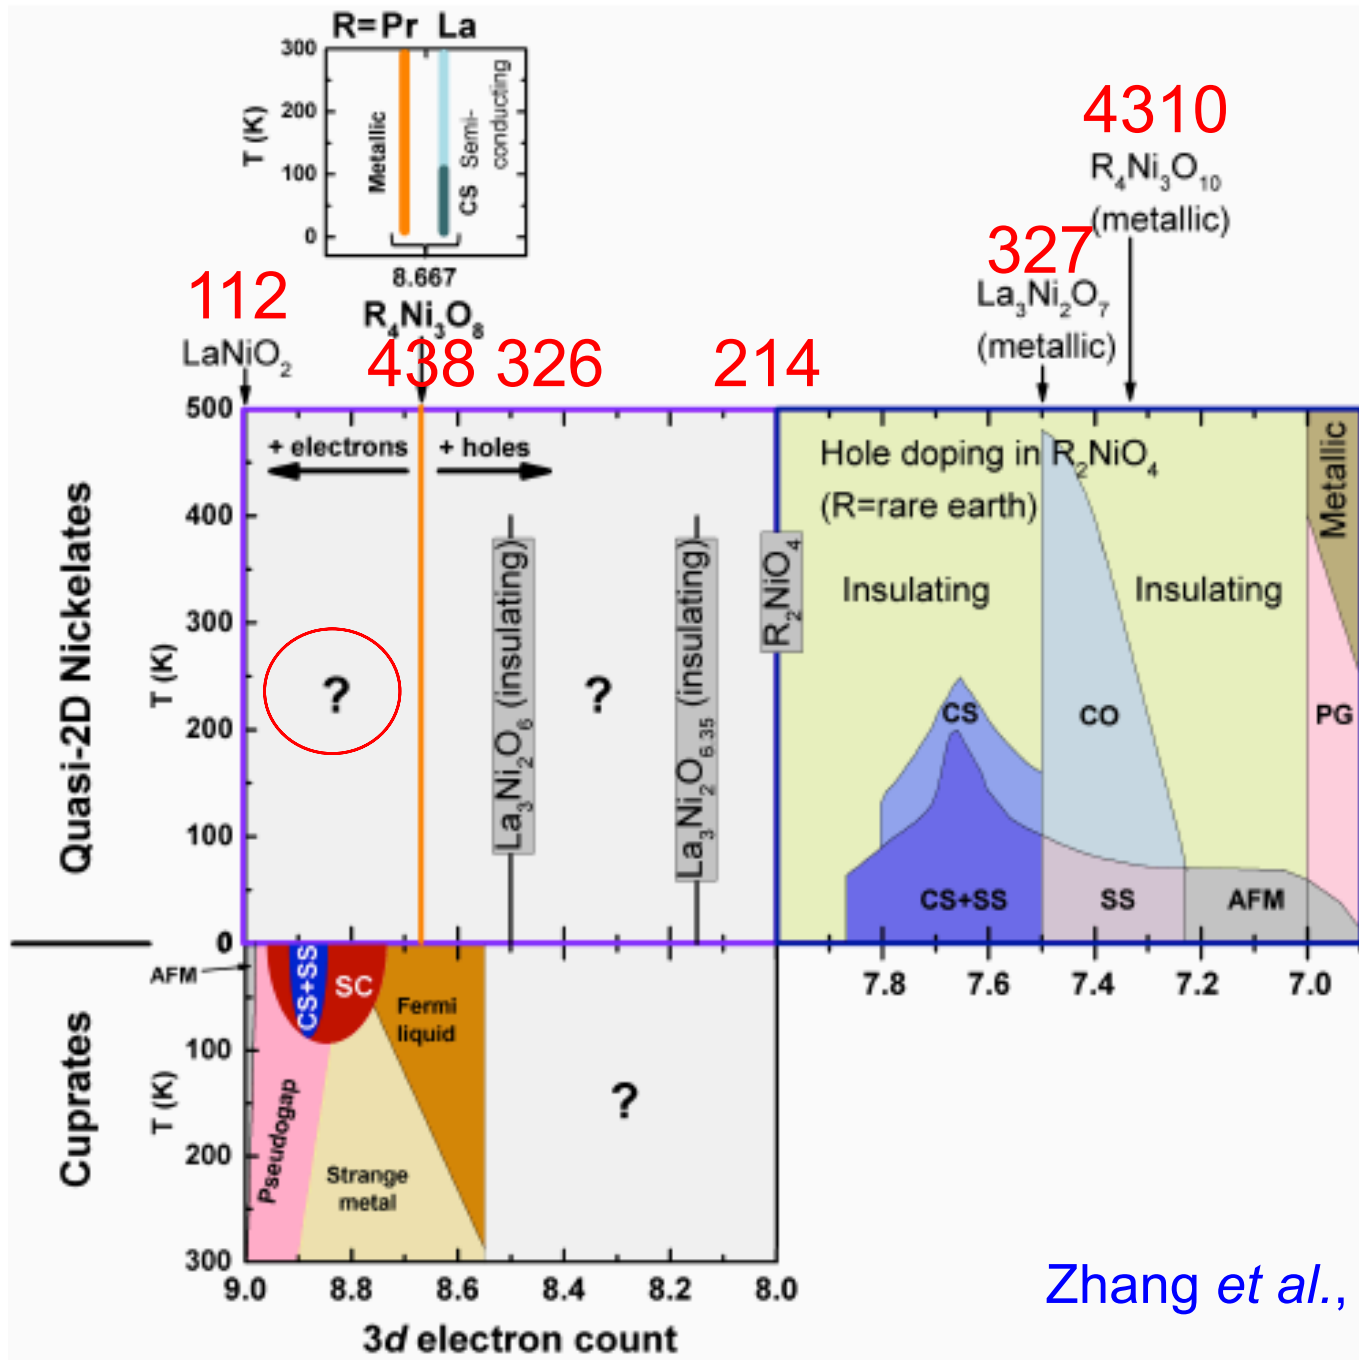 R=Pr La
300
200
100
0
T (K)
Metallic
CS
Semi-
conducting
8.667
R₄Ni₃O₈
4310
R₄Ni₃O₁₀
(metallic)
327
La₃Ni₂O₇
(metallic)
112
LaNiO₂
438 326 214
500
400
300
200
100
0
T (K)
Quasi-2D Nickelates
+ electrons
+ holes
?
La₃Ni₂O₆ (insulating)
?
La₃Ni₂O₆.₃₅ (insulating)
R₂NiO₄
Hole doping in R₂NiO₄
(R=rare earth)
Insulating
Insulating
Metallic
CS
CO
PG
CS+SS
SS
AFM
7.8 7.6 7.4 7.2 7.0
AFM
CS+SS
SC
Fermi
liquid
Pseudogap
Strange
metal
?
100
200
300
T (K)
Cuprates
9.0 8.8 8.6 8.4 8.2 8.0
3d electron count
Zhang et al.,